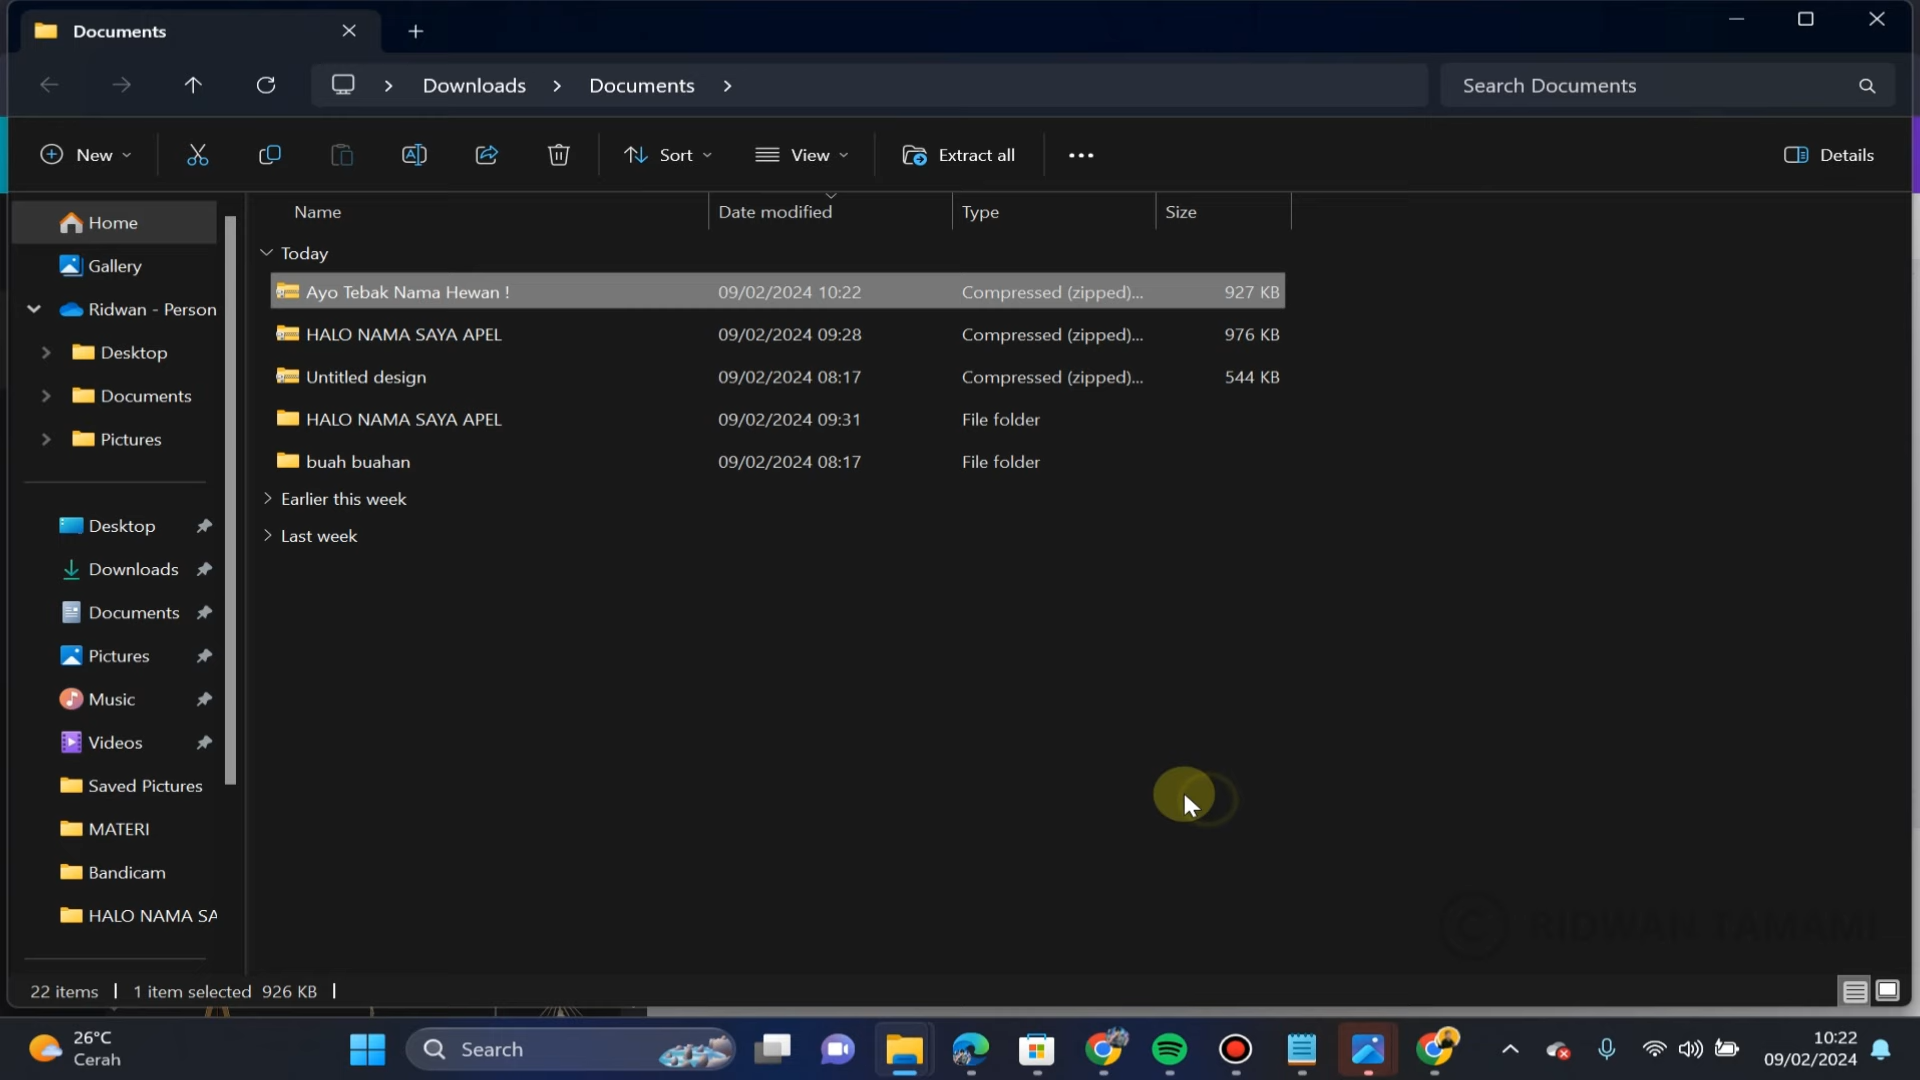 Documents
Downloads
Documents
Search Documents
New
Sort
View
Extract all
Details
Name
Date modified
Type
Size
Today
Ayo Tebak Nama Hewan !
09/02/2024 10:22
Compressed (zipped)...
927 KB
HALO NAMA SAYA APEL
09/02/2024 09:28
Compressed (zipped)...
976 KB
Untitled design
09/02/2024 08:17
Compressed (zipped)...
544 KB
HALO NAMA SAYA APEL
09/02/2024 09:31
File folder
buah buahan
09/02/2024 08:17
File folder
Earlier this week
Last week
Home
Gallery
Ridwan - Person
Desktop
Documents
Pictures
Desktop
Downloads
Documents
Pictures
Music
Videos
Saved Pictures
MATERI
Bandicam
HALO NAMA SA
© RIDWAN TAMAMI
22 items
1 item selected 926 KB
26°C
Cerah
Search
10:22
09/02/2024